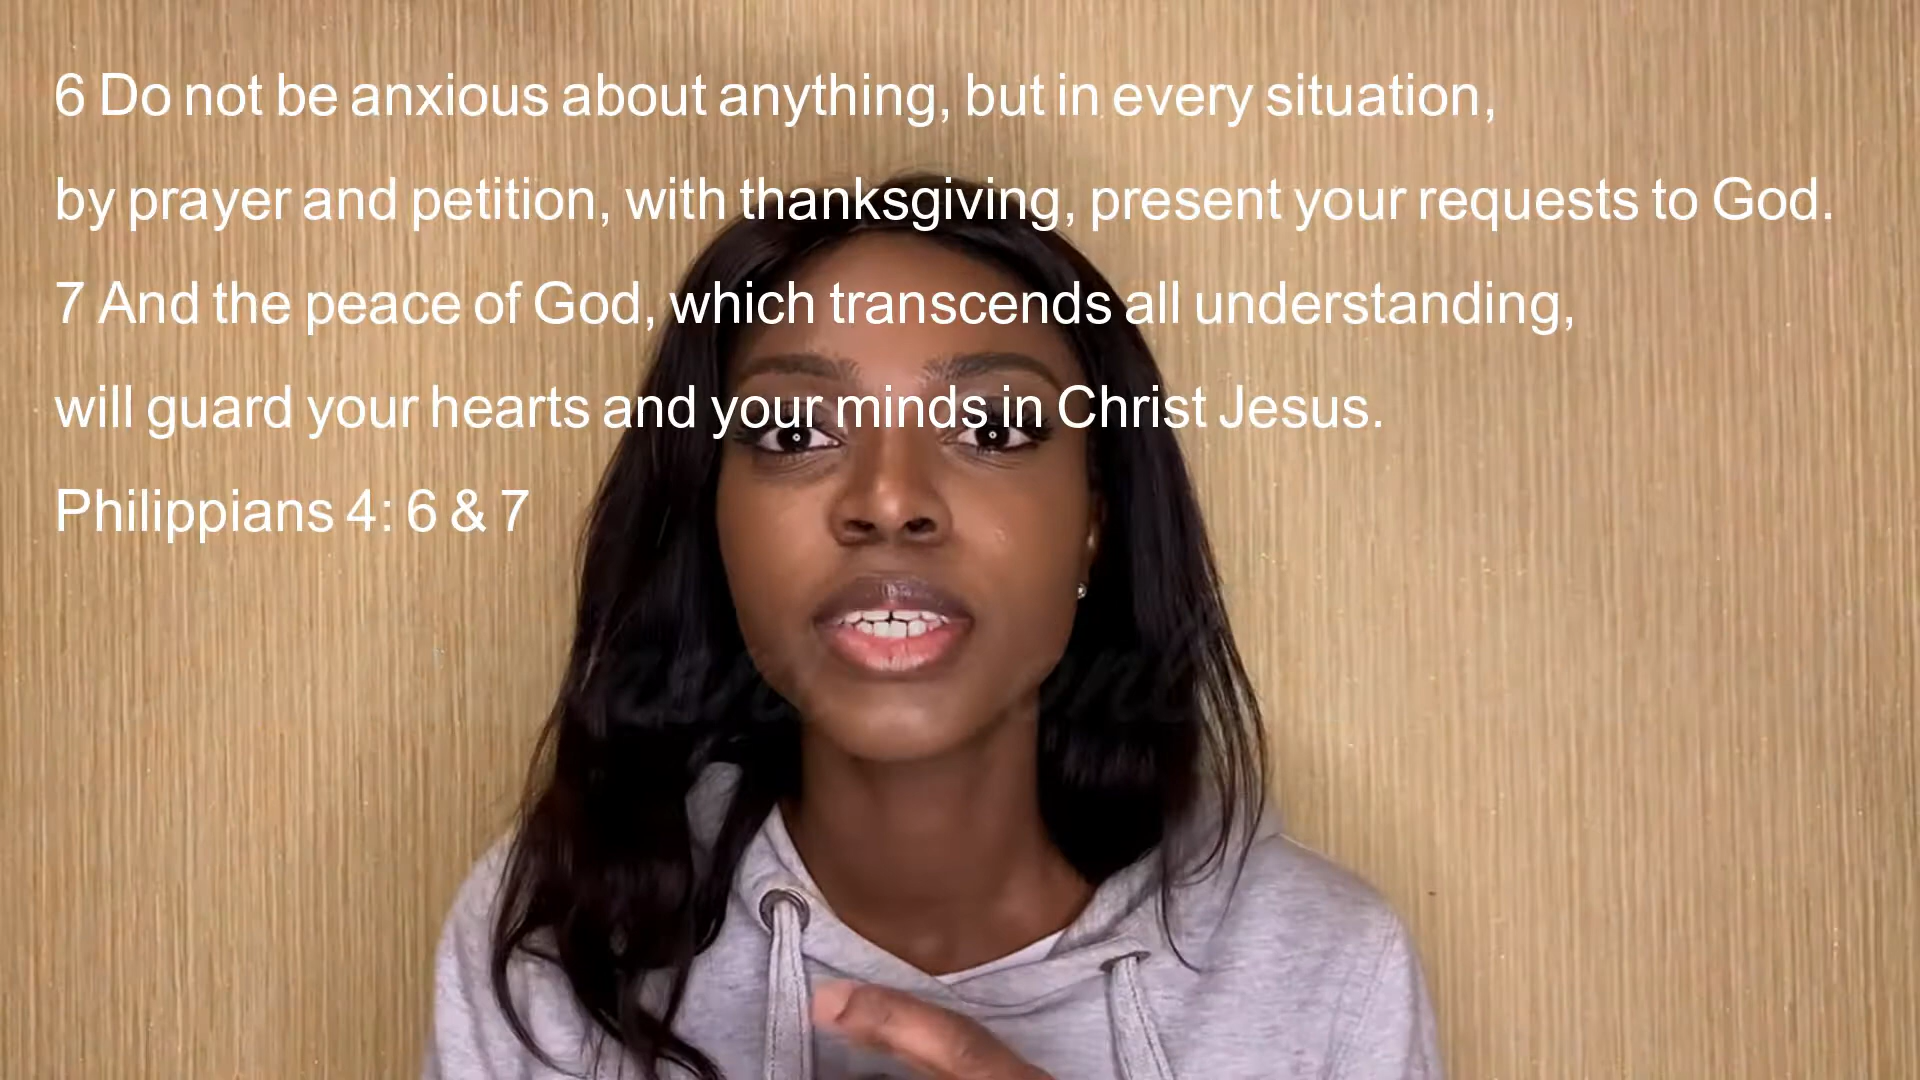 6 Do not be anxious about anything, but in every situation,
by prayer and petition, with thanksgiving, present your requests to God.
7 And the peace of God, which transcends all understanding,
will guard your hearts and your minds in Christ Jesus.
Philippians 4: 6 & 7